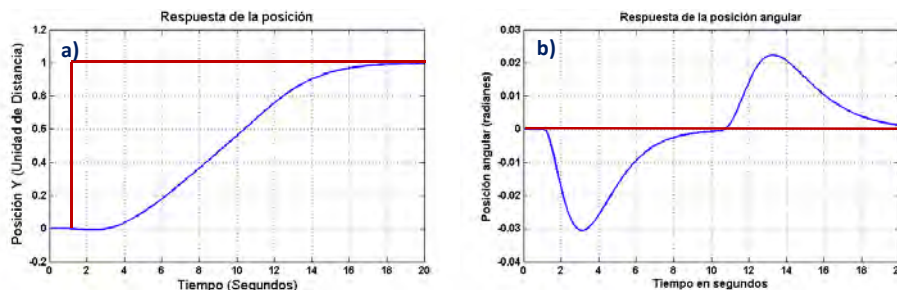 Respuesta de la posición
a)
Posición Y (Unidad de Distancia)
1.2
1
0.8
0.6
0.4
0.2
0
-0.2
0 2 4 6 8 10 12 14 16 18 20
Tiempo (Segundos)
Respuesta de la posición angular
b)
Posición angular (radianes)
0.03
0.02
0.01
0
-0.01
-0.02
-0.03
-0.04
0 2 4 6 8 10 12 14 16 18 20
Tiempo en segundos